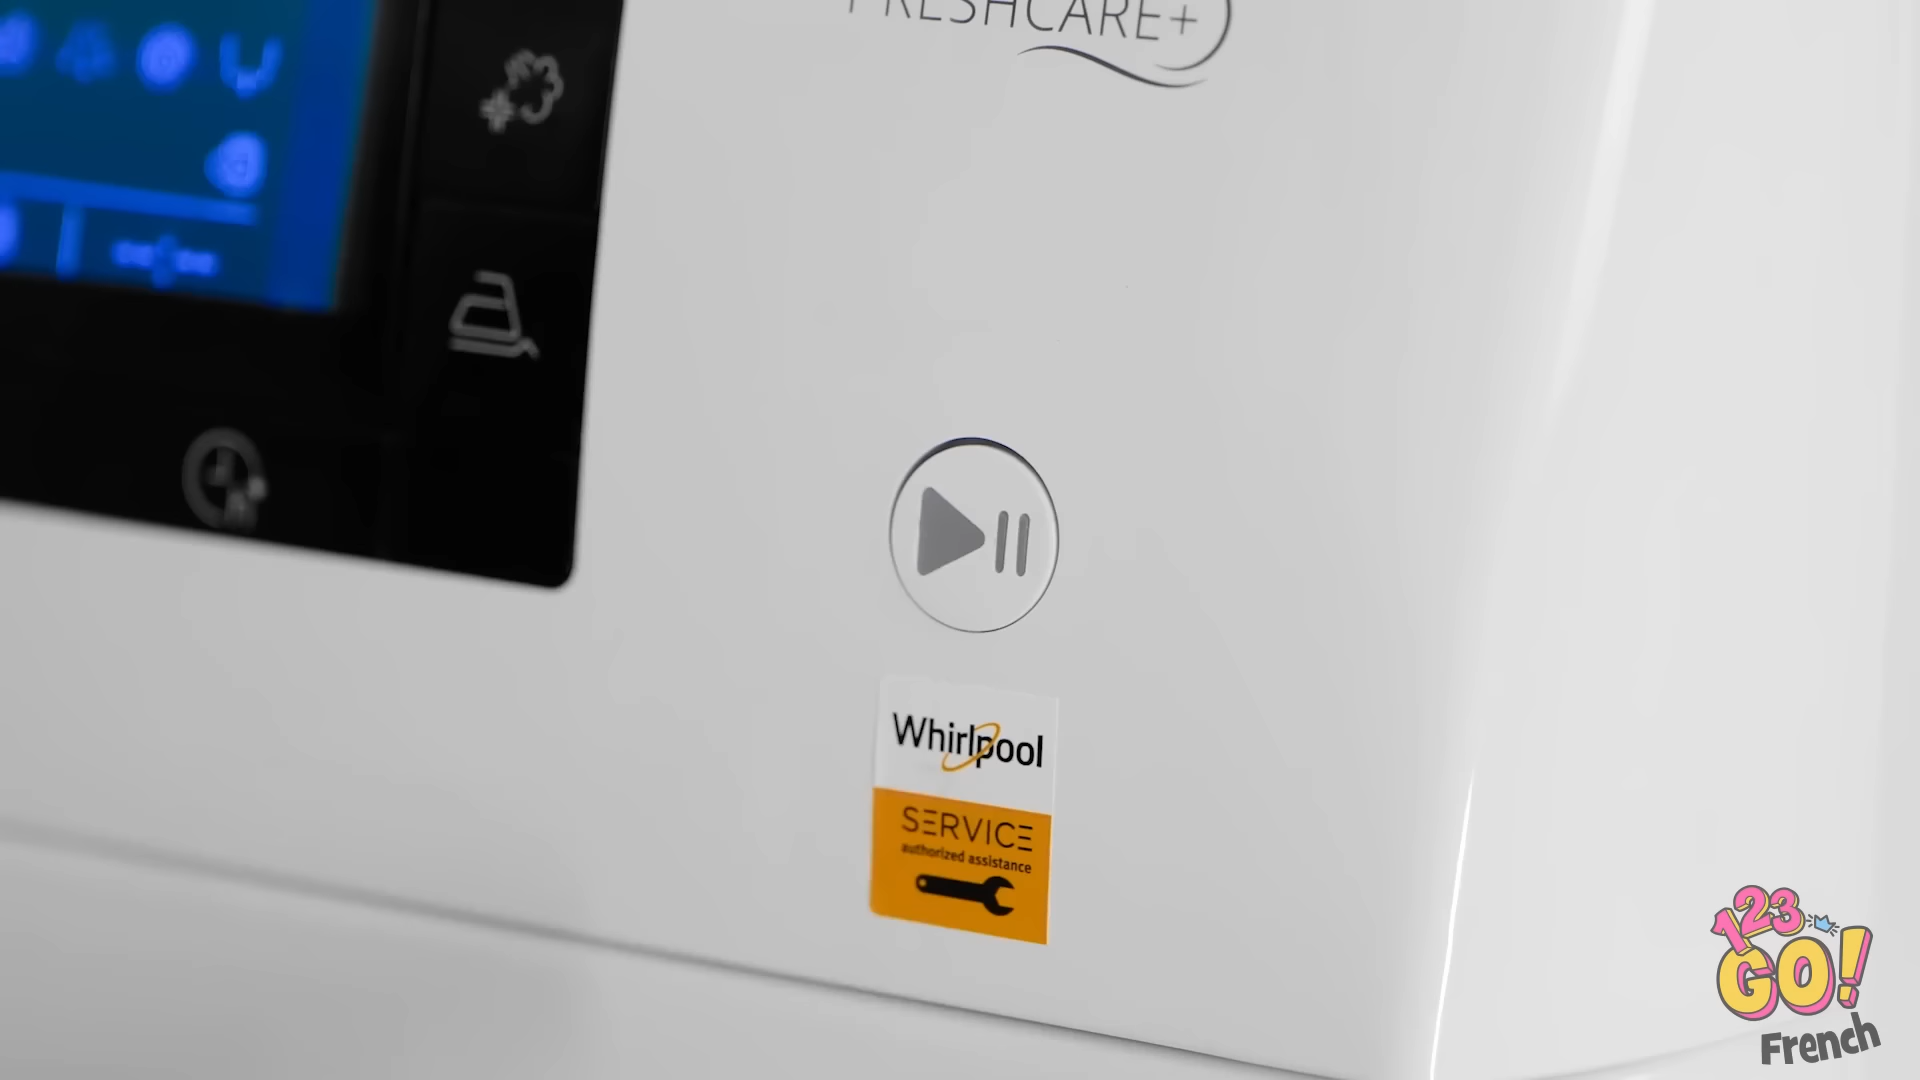 FRESHCARE+
Whirlpool
SERVICE
authorized assistance
123
GO!
French